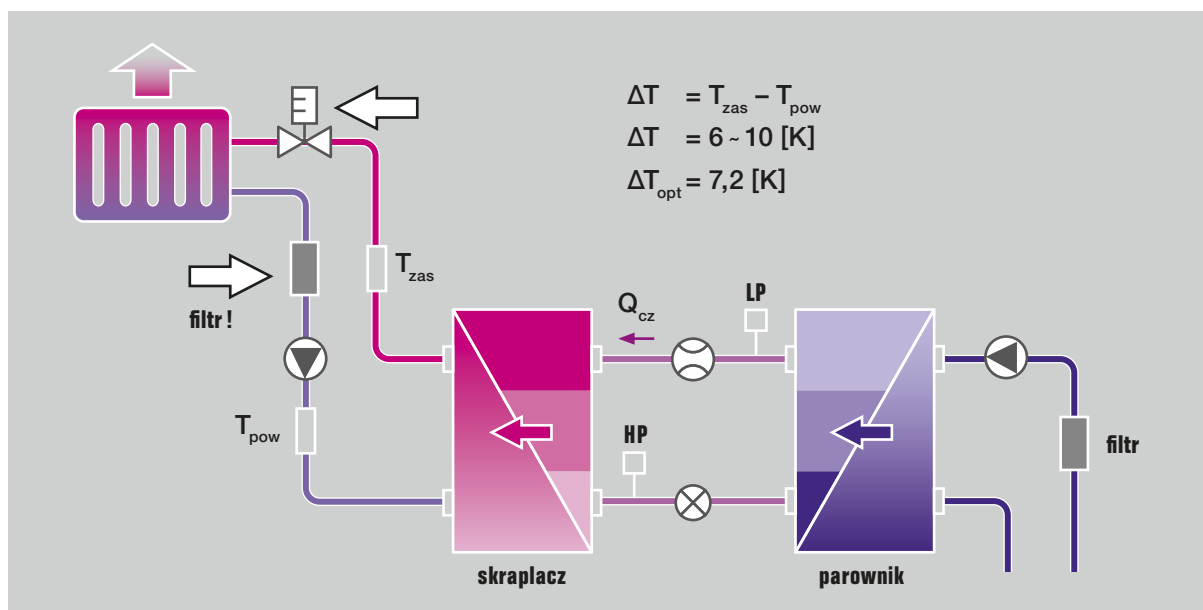 ΔT = Tzas – Tpow
ΔT = 6 ~ 10 [K]
ΔTopt = 7,2 [K]
Tzas
filtr !
Qcz
LP
Tpow
HP
filtr
skraplacz
parownik